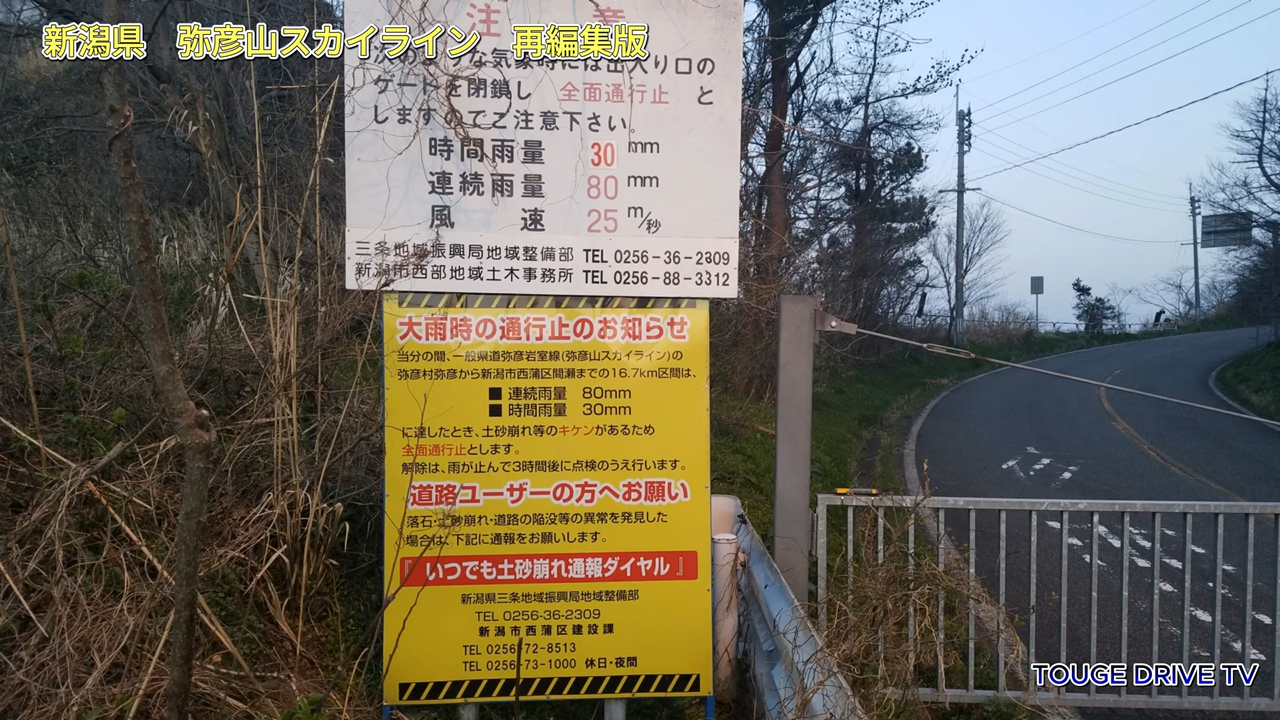 新潟県 弥彦山スカイライン 再編集版
注 意
次のような気象時には出入り口の
ゲートを閉鎖し 全面通行止 と
しますのでご注意下さい。
時間雨量 30 mm
連続雨量 80 mm
風 速 25 m/秒
三条地域振興局地域整備部 TEL 0256-36-2309
新潟市西部地域土木事務所 TEL 0256-88-3312
大雨時の通行止のお知らせ
当分の間、一般県道弥彦岩室線(弥彦山スカイライン)の
弥彦村弥彦から新潟市西蒲区間瀬までの16.7km区間は、
■ 連続雨量 80mm
■ 時間雨量 30mm
に達したとき、土砂崩れ等のキケンがあるため
全面通行止とします。
解除は、雨が止んで3時間後に点検のうえ行います。
道路ユーザーの方へお願い
落石・土砂崩れ・道路の陥没等の異常を発見した
場合は、下記に通報をお願いします。
『 いつでも土砂崩れ通報ダイヤル 』
新潟県三条地域振興局地域整備部
TEL 0256-36-2309
新潟市西蒲区建設課
TEL 0256-72-8513
TEL 0256-73-1000 休日・夜間
TOUGE DRIVE TV